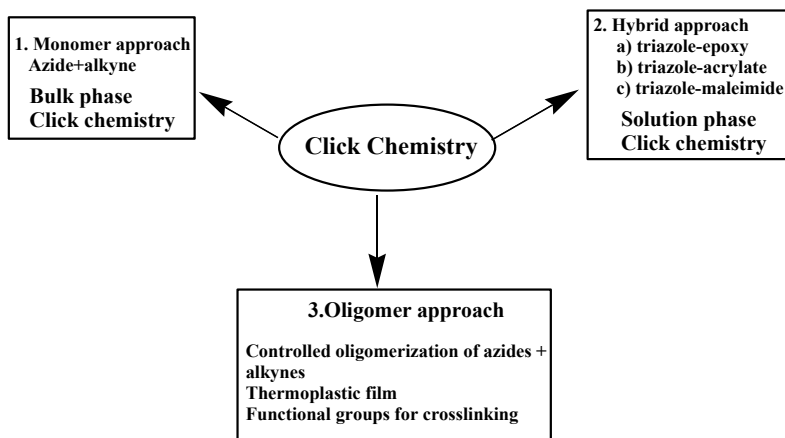 1. Monomer approach
Azide+alkyne
Bulk phase
Click chemistry
2. Hybrid approach
a) triazole-epoxy
b) triazole-acrylate
c) triazole-maleimide
Solution phase
Click chemistry
Click Chemistry
3.Oligomer approach
Controlled oligomerization of azides +
alkynes
Thermoplastic film
Functional groups for crosslinking